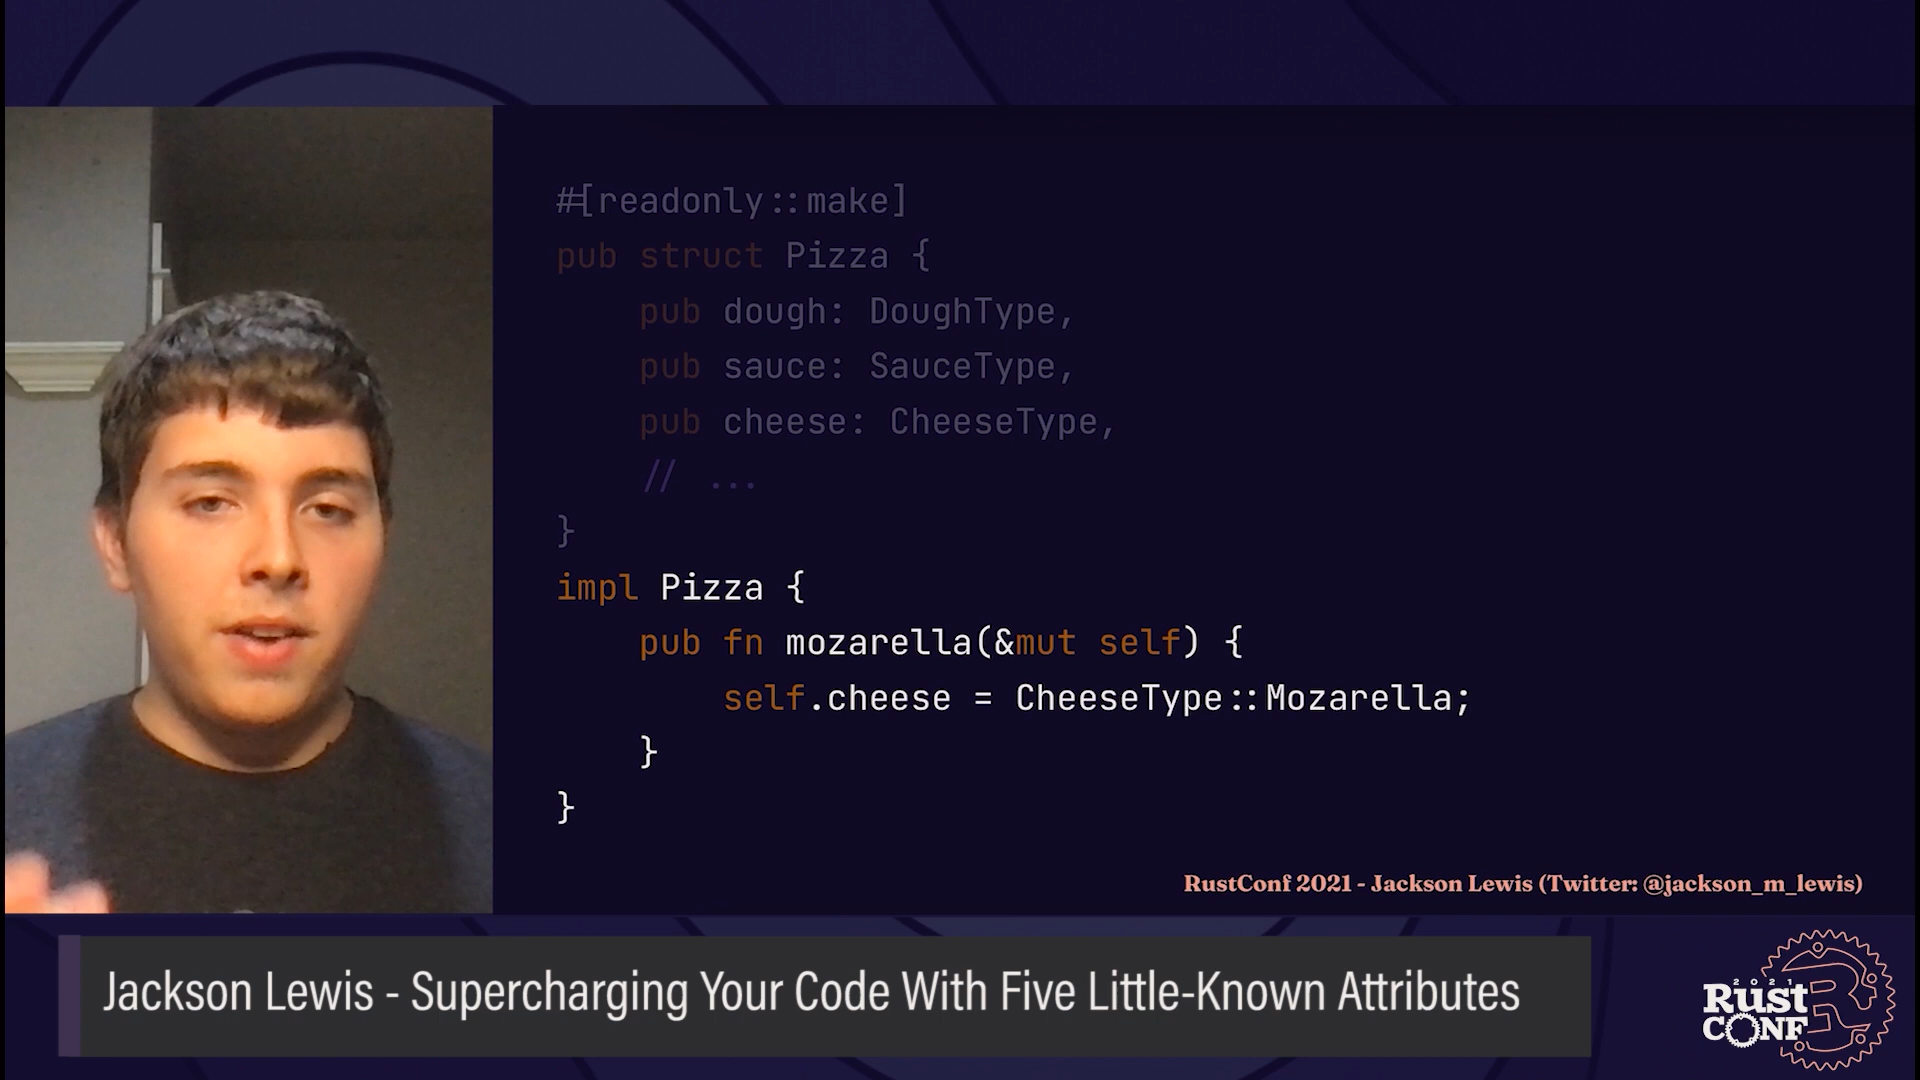 #[readonly::make]
pub struct Pizza {
    pub dough: DoughType,
    pub sauce: SauceType,
    pub cheese: CheeseType,
    // ...
}
impl Pizza {
    pub fn mozarella(&mut self) {
        self.cheese = CheeseType::Mozarella;
    }
}
RustConf 2021 - Jackson Lewis (Twitter: @jackson_m_lewis)
Jackson Lewis - Supercharging Your Code With Five Little-Known Attributes
2021
Rust
CONF
R